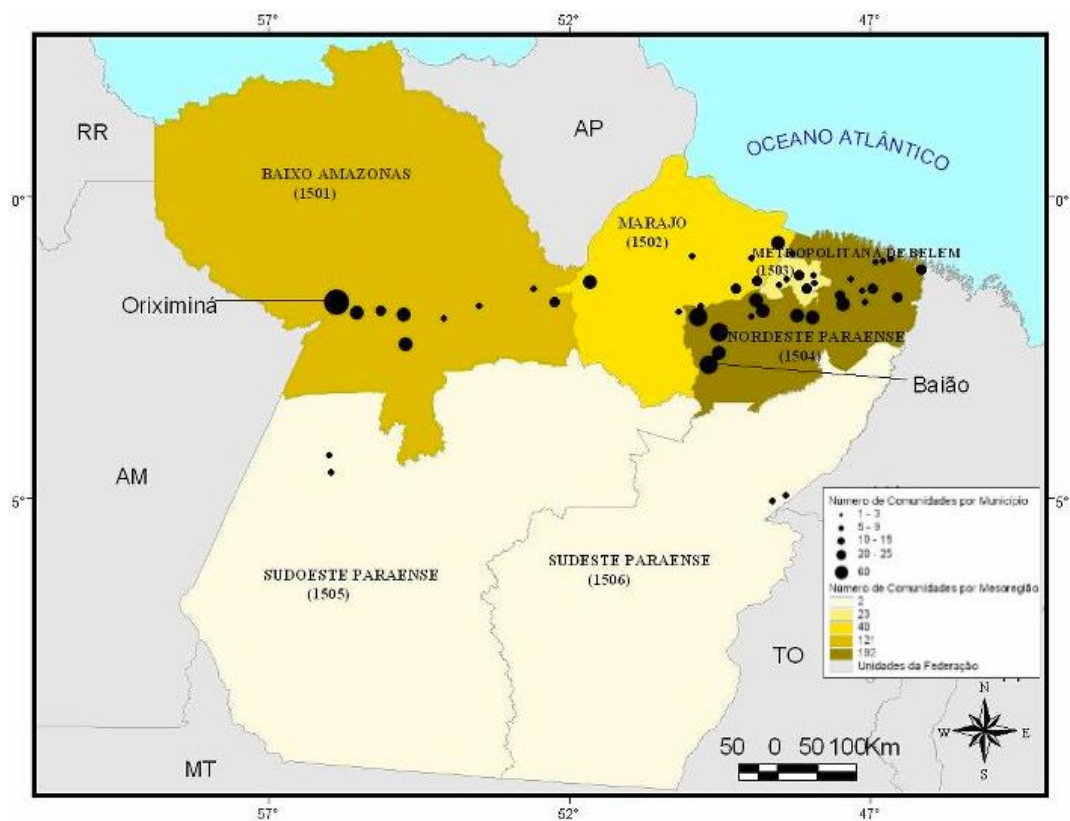 57°
52°
47°
RR
AP
OCEANO ATLÂNTICO
BAIXO AMAZONAS
(1501)
0°
0°
MARAJO
(1502)
METROPOLITANA DE BELEM
(1503)
Oriximiná
NORDESTE PARAENSE
(1504)
Baião
AM
5°
5°
Número de Comunidades por Município
1 - 3
5 - 9
10 - 15
20 - 25
60
SUDOESTE PARAENSE
(1505)
SUDESTE PARAENSE
(1506)
Número de Comunidades por Mesoregião
2
23
40
121
192
Unidades da Federação
TO
N
W
E
S
50 0 50 100Km
MT
57°
52°
47°